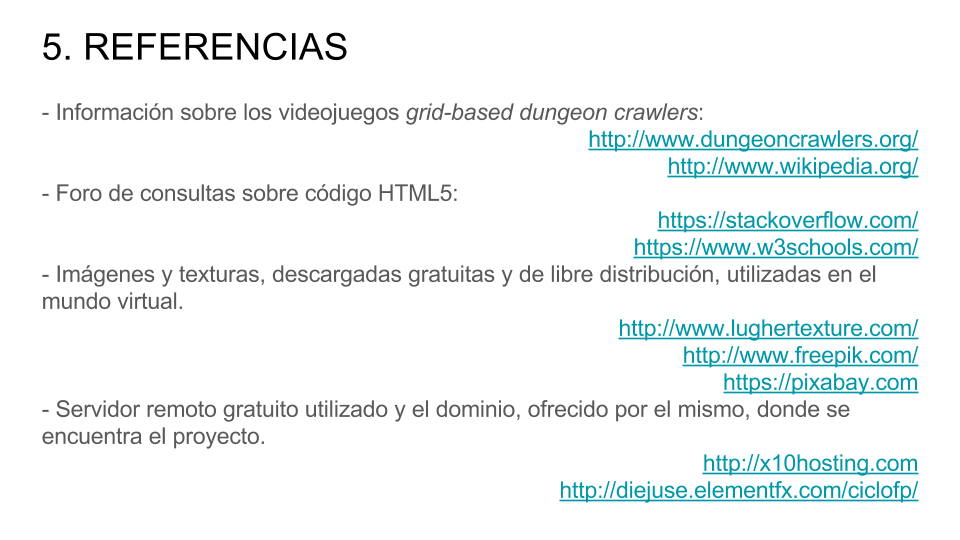 5. REFERENCIAS
- Información sobre los videojuegos grid-based dungeon crawlers:
http://www.dungeoncrawlers.org/
http://www.wikipedia.org/
- Foro de consultas sobre código HTML5:
https://stackoverflow.com/
https://www.w3schools.com/
- Imágenes y texturas, descargadas gratuitas y de libre distribución, utilizadas en el
mundo virtual.
http://www.lughertexture.com/
http://www.freepik.com/
https://pixabay.com
- Servidor remoto gratuito utilizado y el dominio, ofrecido por el mismo, donde se
encuentra el proyecto.
http://x10hosting.com
http://diejuse.elementfx.com/ciclofp/